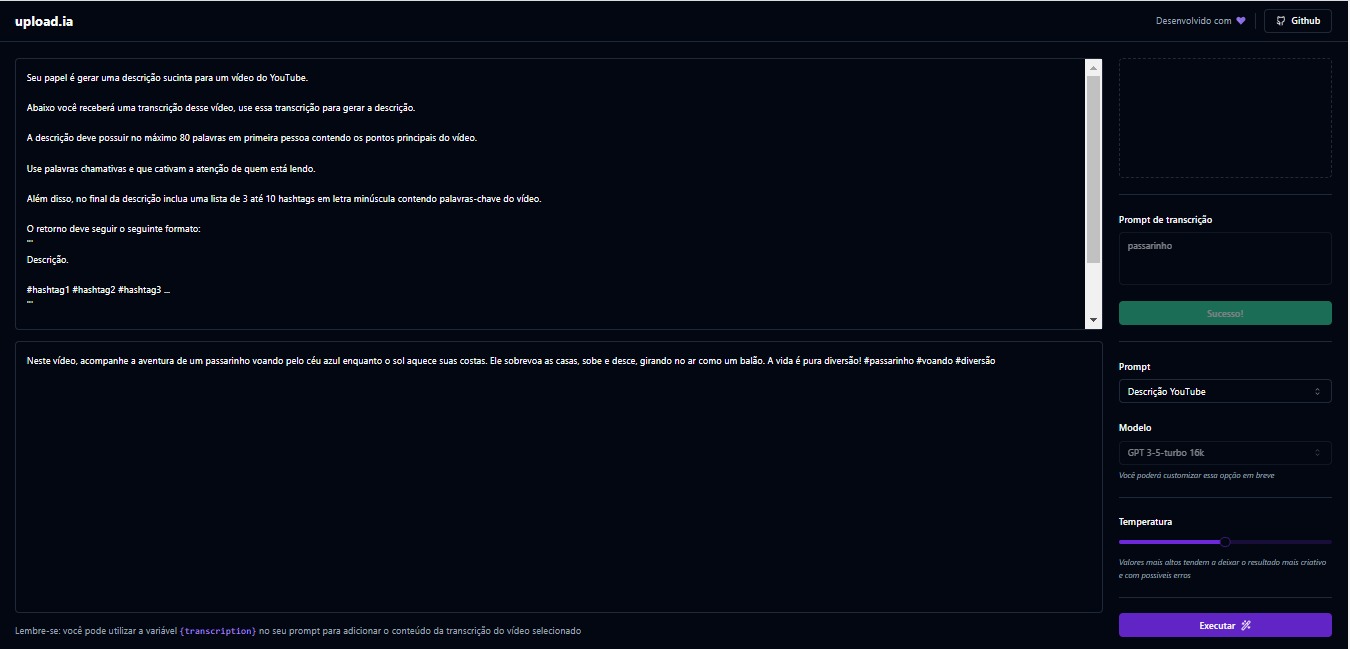 upload.ia
Desenvolvido com 💜
Github
Seu papel é gerar uma descrição sucinta para um vídeo do YouTube.
Abaixo você receberá uma transcrição desse vídeo, use essa transcrição para gerar a descrição.
A descrição deve possuir no máximo 80 palavras em primeira pessoa contendo os pontos principais do vídeo.
Use palavras chamativas e que cativam a atenção de quem está lendo.
Além disso, no final da descrição inclua uma lista de 3 até 10 hashtags em letra minúscula contendo palavras-chave do vídeo.
O retorno deve seguir o seguinte formato:
'''
Descrição.
#hashtag1 #hashtag2 #hashtag3 ...
'''
Neste vídeo, acompanhe a aventura de um passarinho voando pelo céu azul enquanto o sol aquece suas costas. Ele sobrevoa as casas, sobe e desce, girando no ar como um balão. A vida é pura diversão! #passarinho #voando #diversão
Lembre-se: você pode utilizar a variável {transcription} no seu prompt para adicionar o conteúdo da transcrição do vídeo selecionado
Prompt de transcrição
passarinho
Sucesso!
Prompt
Descrição YouTube
Modelo
GPT 3-5-turbo 16k
Você poderá customizar essa opção em breve
Temperatura
Valores mais altos tendem a deixar o resultado mais criativo
e com possíveis erros
Executar